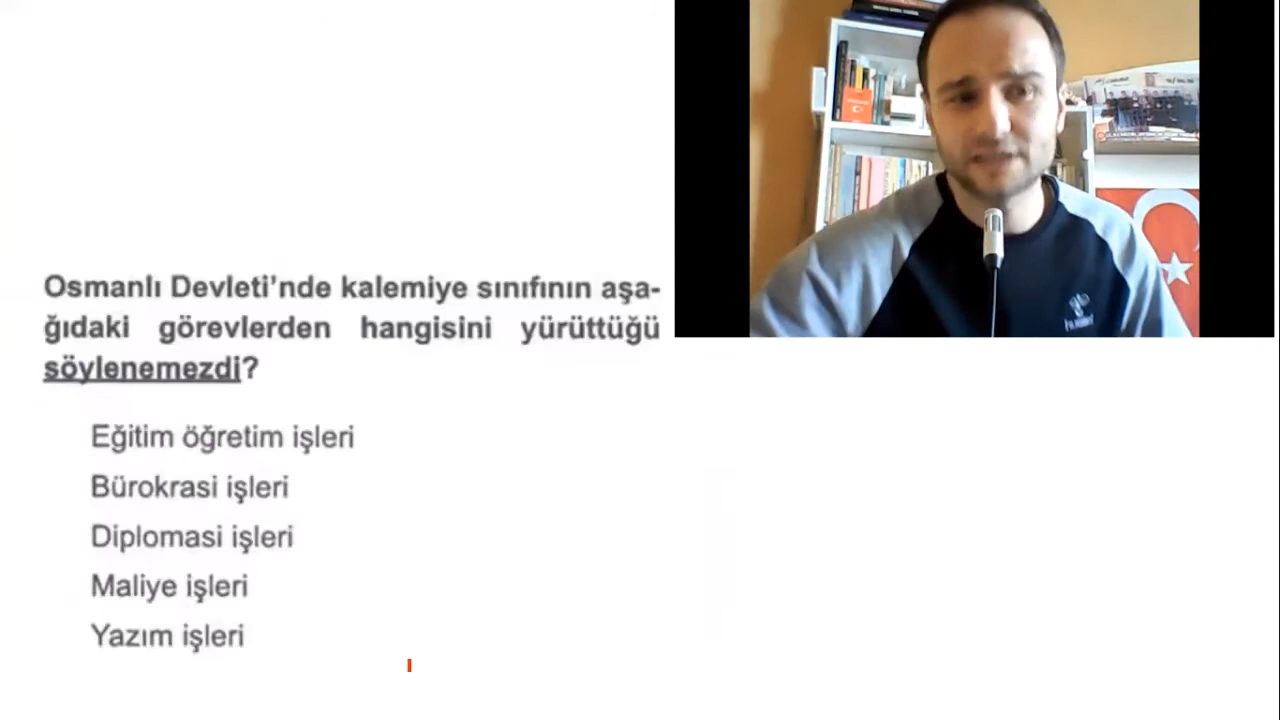 Osmanlı Devleti'nde kalemiye sınıfının aşa-
ğıdaki görevlerden hangisini yürüttüğü
söylenemezdi?
Eğitim öğretim işleri
Bürokrasi işleri
Diplomasi işleri
Maliye işleri
Yazım işleri